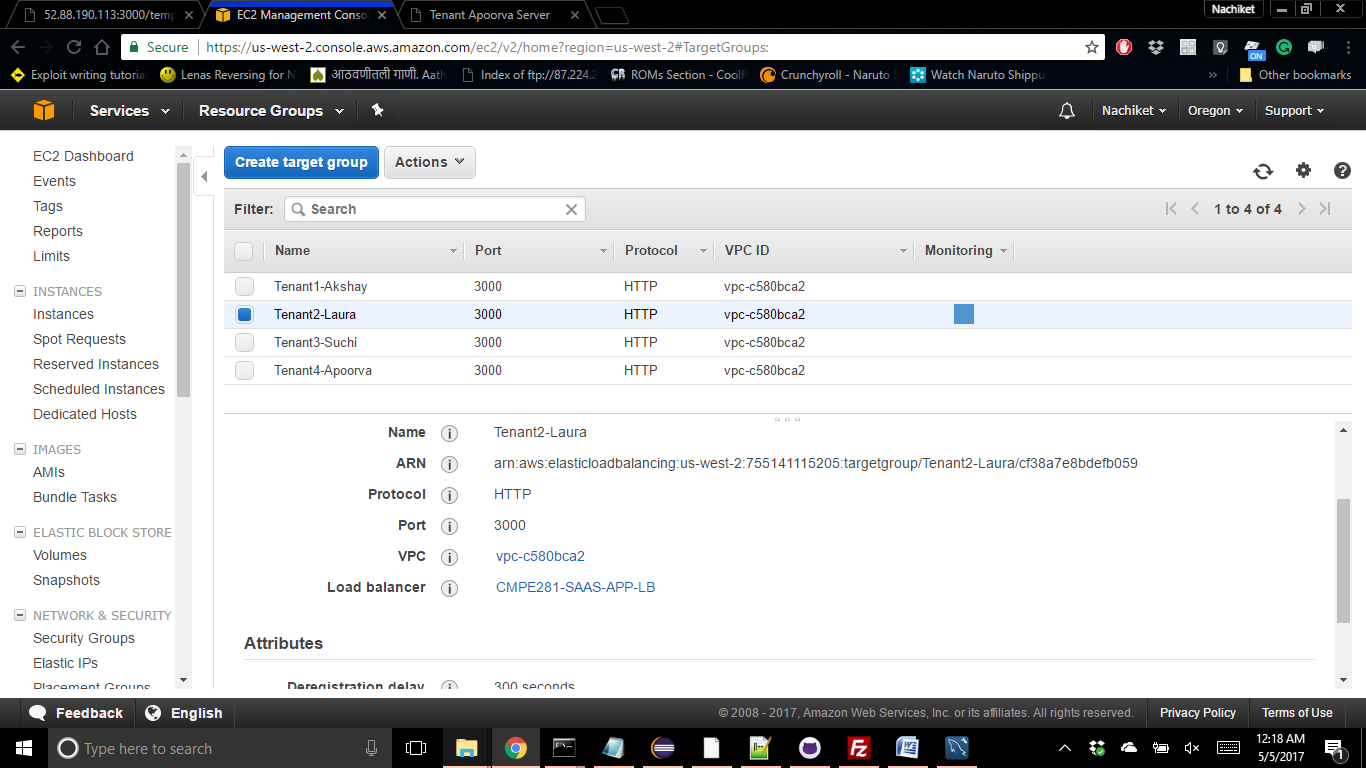 52.88.190.113:3000/temp
EC2 Management Conso
Tenant Apoorva Server
Nachiket
Secure
https://us-west-2.console.aws.amazon.com/ec2/v2/home?region=us-west-2#TargetGroups:
ON
Exploit writing tutorial
Lenas Reversing for N
आठवणीतली गाणी. Aath
Index of ftp://87.224.2
CR
ROMs Section - CoolR
Crunchyroll - Naruto S
Watch Naruto Shippu
»
Other bookmarks
Services
Resource Groups
Nachiket
Oregon
Support
EC2 Dashboard
Events
Tags
Reports
Limits
INSTANCES
Instances
Spot Requests
Reserved Instances
Scheduled Instances
Dedicated Hosts
IMAGES
AMIs
Bundle Tasks
ELASTIC BLOCK STORE
Volumes
Snapshots
NETWORK & SECURITY
Security Groups
Elastic IPs
Placement Groups
Create target group
Actions
Filter:
Search
1 to 4 of 4
Name Port Protocol VPC ID Monitoring
Tenant1-Akshay 3000 HTTP vpc-c580bca2
Tenant2-Laura 3000 HTTP vpc-c580bca2
Tenant3-Suchi 3000 HTTP vpc-c580bca2
Tenant4-Apoorva 3000 HTTP vpc-c580bca2
Name Tenant2-Laura
ARN arn:aws:elasticloadbalancing:us-west-2:755141115205:targetgroup/Tenant2-Laura/cf38a7e8bdefb059
Protocol HTTP
Port 3000
VPC vpc-c580bca2
Load balancer CMPE281-SAAS-APP-LB
Attributes
Deregistration delay 300 seconds
Feedback
English
© 2008 - 2017, Amazon Web Services, Inc. or its affiliates. All rights reserved.
Privacy Policy
Terms of Use
Type here to search
12:18 AM
5/5/2017
1